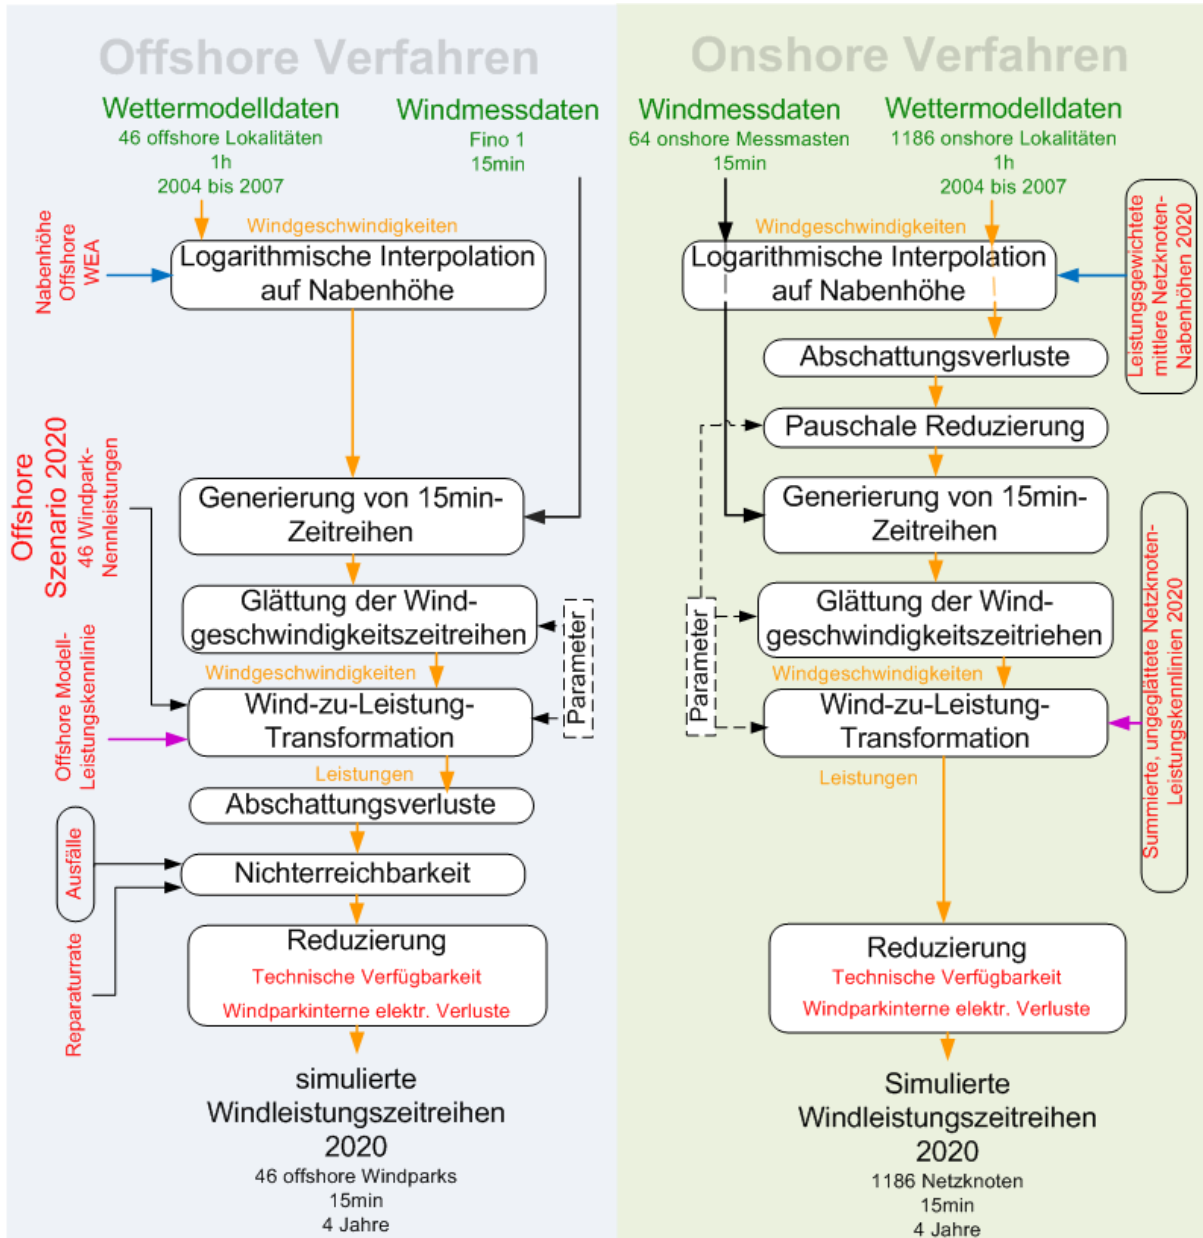 Offshore Verfahren
Wettermodelldaten
46 offshore Lokalitäten
1h
2004 bis 2007
Windmessdaten
Fino 1
15min
Windgeschwindigkeiten
Nabenhöhe
Offshore
WEA
Logarithmische Interpolation
auf Nabenhöhe
Offshore
Szenario 2020
46 Windpark-
Nennleistungen
Generierung von 15min-
Zeitreihen
Glättung der Wind-
geschwindigkeitszeitreihen
Parameter
Windgeschwindigkeiten
Offshore Modell-
Leistungskennlinie
Wind-zu-Leistung-
Transformation
Leistungen
Abschattungsverluste
Ausfälle
Nichterreichbarkeit
Reparaturrate
Reduzierung
Technische Verfügbarkeit
Windparkinterne elektr. Verluste
simulierte
Windleistungszeitreihen
2020
46 offshore Windparks
15min
4 Jahre
Onshore Verfahren
Windmessdaten
64 onshore Messmasten
15min
Wettermodelldaten
1186 onshore Lokalitäten
1h
2004 bis 2007
Windgeschwindigkeiten
Logarithmische Interpolation
auf Nabenhöhe
Leistungsgewichtete
mittlere Netzknoten-
Nabenhöhen 2020
Abschattungsverluste
Pauschale Reduzierung
Generierung von 15min-
Zeitreihen
Glättung der Wind-
geschwindigkeitszeitriehen
Parameter
Windgeschwindigkeiten
Wind-zu-Leistung-
Transformation
Summierte, ungeglättete Netzknoten-
Leistungskennlinien 2020
Leistungen
Reduzierung
Technische Verfügbarkeit
Windparkinterne elektr. Verluste
Simulierte
Windleistungszeitreihen
2020
1186 Netzknoten
15min
4 Jahre